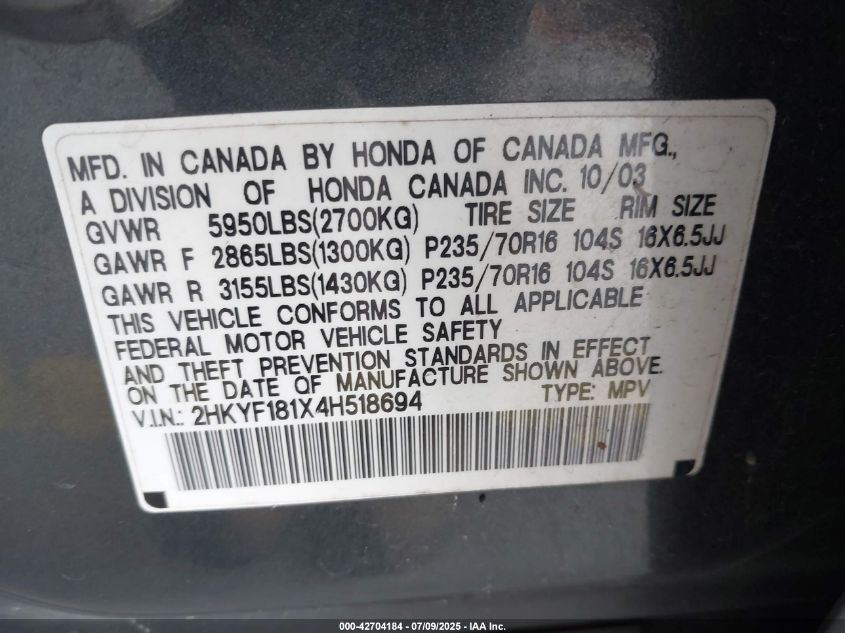 MFD. IN CANADA BY HONDA OF CANADA MFG.,
A DIVISION OF HONDA CANADA INC. 10/03
GVWR 5950LBS(2700KG) TIRE SIZE RIM SIZE
GAWR F 2865LBS(1300KG) P235/70R16 104S 16X6.5JJ
GAWR R 3155LBS(1430KG) P235/70R16 104S 16X6.5JJ
THIS VEHICLE CONFORMS TO ALL APPLICABLE
FEDERAL MOTOR VEHICLE SAFETY
AND THEFT PREVENTION STANDARDS IN EFFECT
ON THE DATE OF MANUFACTURE SHOWN ABOVE.
V.I.N.: 2HKYF181X4H518694 TYPE: MPV
000-42704184 - 07/09/2025 - IAA Inc.